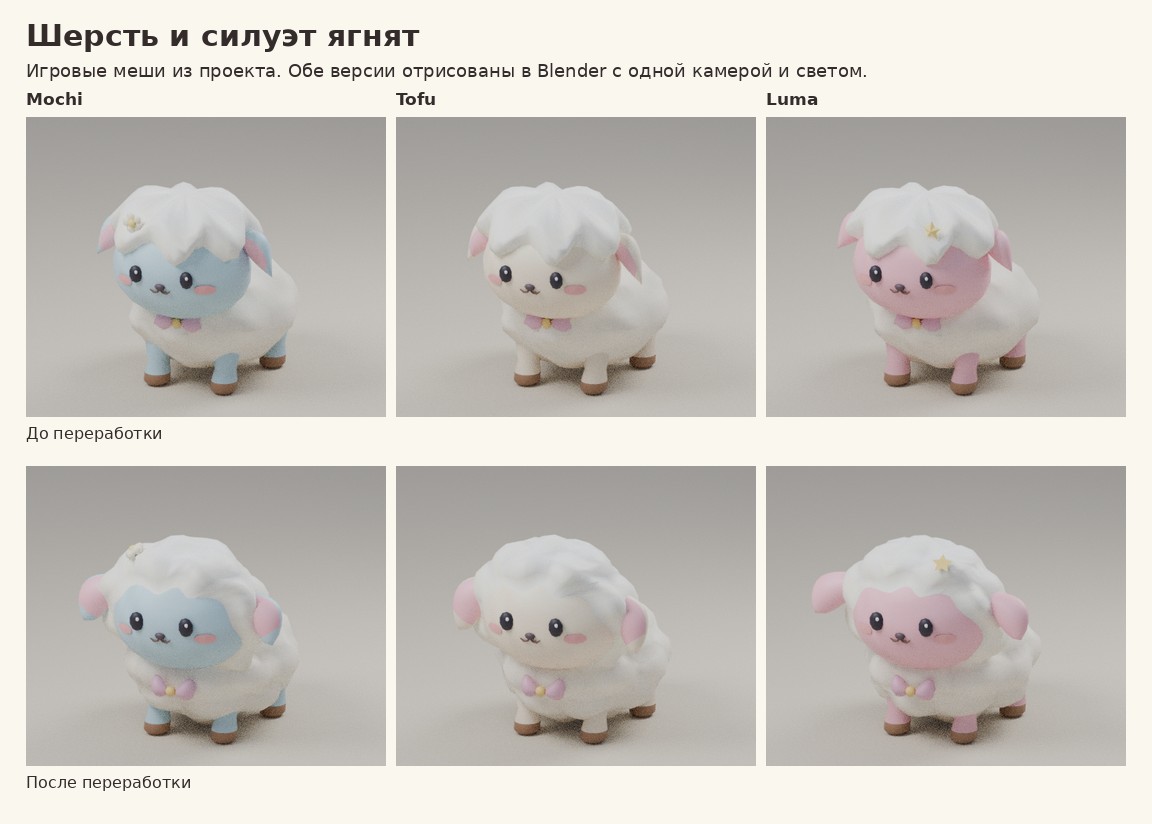 Шерсть и силуэт ягнят
Игровые меши из проекта. Обе версии отрисованы в Blender с одной камерой и светом.
Mochi
Tofu
Luma
До переработки
После переработки